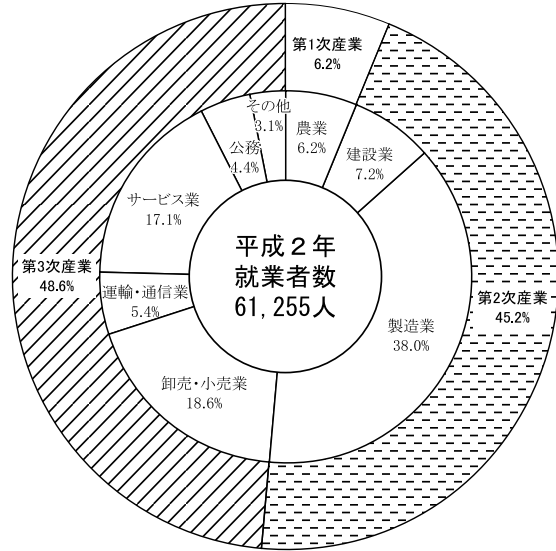 第1次産業
6.2%
その他
3.1%
農業
6.2%
公務
4.4%
建設業
7.2%
サービス業
17.1%
平成２年
就業者数
61,255人
第3次産業
48.6%
運輸・通信業
5.4%
第2次産業
45.2%
製造業
38.0%
卸売・小売業
18.6%